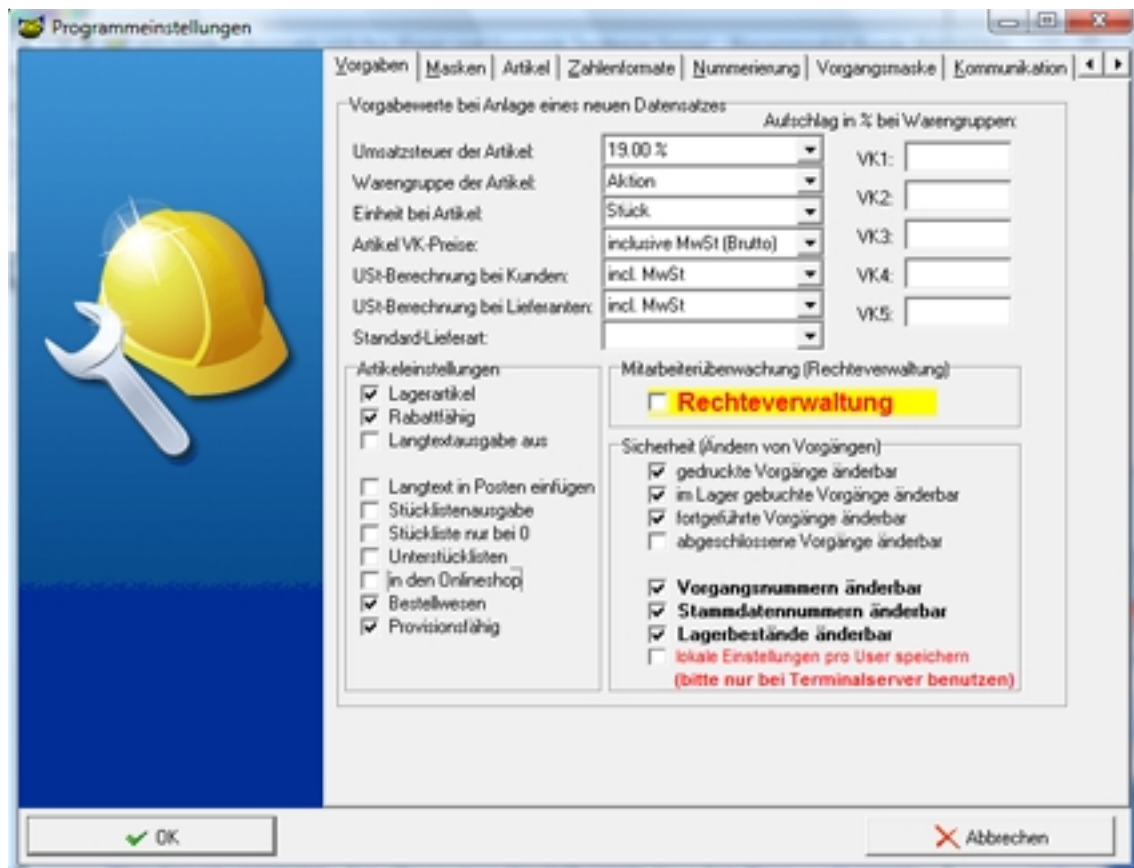 Programmeinstellungen
Vorgaben Masken Artikel Zahlenformate Nummerierung Vorgangsmaske Kommunikation
Vorgabewerte bei Anlage eines neuen Datensatzes
Aufschlag in % bei Warengruppen:
Umsatzsteuer der Artikel: 19.00 % VK1:
Warengruppe der Artikel: Aktion
VK2:
Einheit bei Artikel: Stück
Artikel VK-Preise: inclusive MwSt (Brutto) VK3:
USt-Berechnung bei Kunden: incl. MwSt VK4:
USt-Berechnung bei Lieferanten: incl. MwSt VK5:
Standard-Lieferart:
Artikeleinstellungen
Lagerartikel
Rabattfähig
Langtextausgabe aus
Langtext in Posten einfügen
Stücklistenausgabe
Stückliste nur bei 0
Unterstücklisten
in den Onlineshop
Bestellwesen
Provisionsfähig
Mitarbeiterüberwachung (Rechteverwaltung)
Rechteverwaltung
Sicherheit (Ändern von Vorgängen)
gedruckte Vorgänge änderbar
im Lager gebuchte Vorgänge änderbar
fortgeführte Vorgänge änderbar
abgeschlossene Vorgänge änderbar
Vorgangsnummern änderbar
Stammdatennummern änderbar
Lagerbestände änderbar
lokale Einstellungen pro User speichern
(bitte nur bei Terminalserver benutzen)
OK
Abbrechen